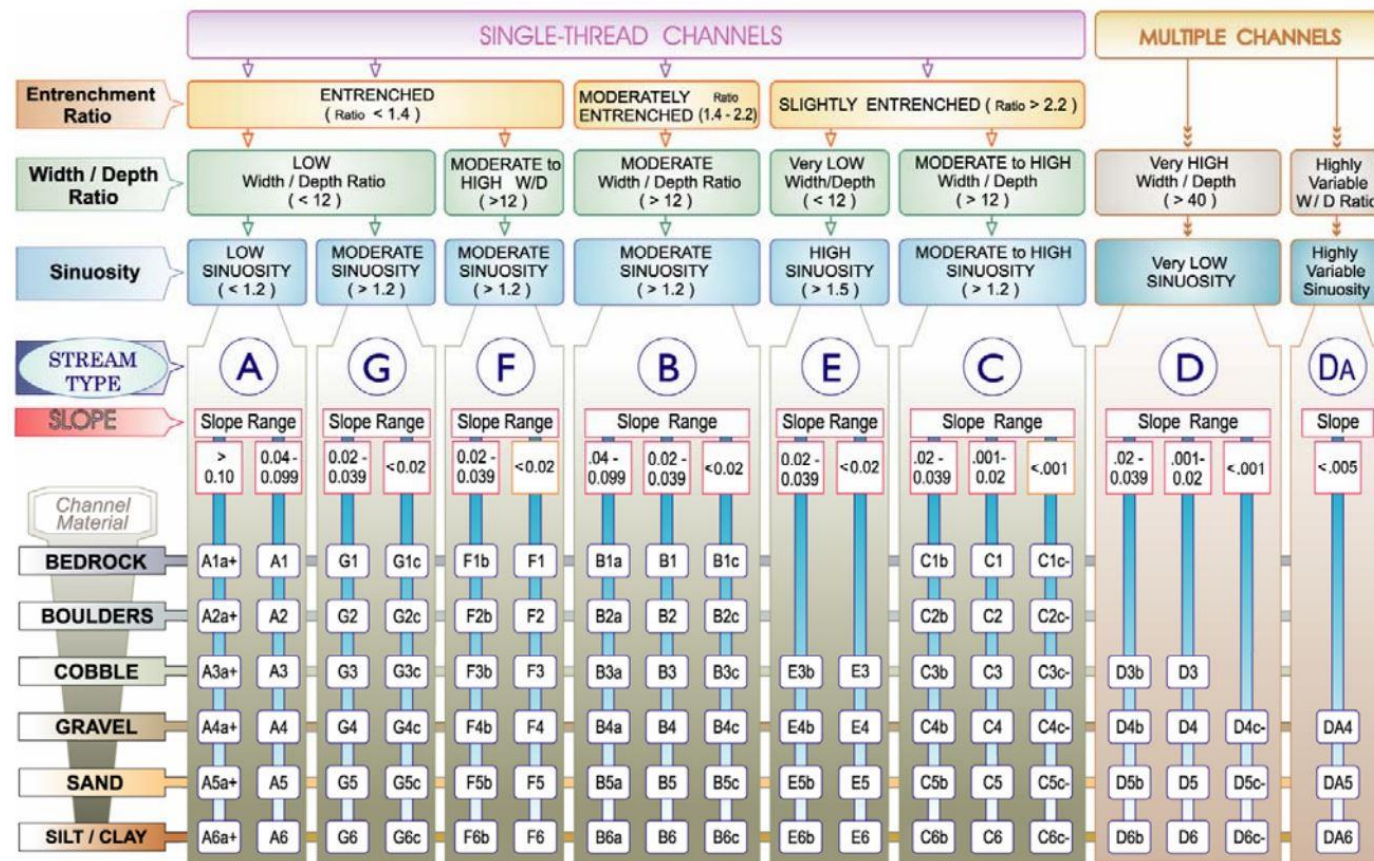 SINGLE-THREAD CHANNELS
MULTIPLE CHANNELS
Entrenchment
Ratio
ENTRENCHED
( Ratio < 1.4 )
MODERATELY Ratio
ENTRENCHED (1.4 - 2.2)
SLIGHTLY ENTRENCHED ( Ratio > 2.2 )
Width / Depth
Ratio
LOW
Width / Depth Ratio
( < 12 )
MODERATE to
HIGH W/D
( >12 )
MODERATE
Width / Depth Ratio
( > 12 )
Very LOW
Width/Depth
( < 12 )
MODERATE to HIGH
Width / Depth
( > 12 )
Very HIGH
Width / Depth
( > 40 )
Highly
Variable
W / D Ratio
Sinuosity
LOW
SINUOSITY
( < 1.2 )
MODERATE
SINUOSITY
( > 1.2 )
MODERATE
SINUOSITY
( > 1.2 )
MODERATE
SINUOSITY
( > 1.2 )
HIGH
SINUOSITY
( > 1.5 )
MODERATE to HIGH
SINUOSITY
( > 1.2 )
Very LOW
SINUOSITY
Highly
Variable
Sinuosity
STREAM
TYPE
A G F B E C D DA
SLOPE
Slope Range Slope Range Slope Range Slope Range Slope Range Slope Range Slope Range Slope
>
0.10
0.04 -
0.099
0.02 -
0.039
<0.02
0.02 -
0.039
<0.02
.04 -
0.099
0.02 -
0.039
<0.02
0.02 -
0.039
<0.02
.02 -
0.039
.001-
0.02
<.001
.02 -
0.039
.001-
0.02
<.001
<.005
Channel
Material
BEDROCK A1a+ A1 G1 G1c F1b F1 B1a B1 B1c C1b C1 C1c-
BOULDERS A2a+ A2 G2 G2c F2b F2 B2a B2 B2c C2b C2 C2c-
COBBLE A3a+ A3 G3 G3c F3b F3 B3a B3 B3c E3b E3 C3b C3 C3c- D3b D3
GRAVEL A4a+ A4 G4 G4c F4b F4 B4a B4 B4c E4b E4 C4b C4 C4c- D4b D4 D4c- DA4
SAND A5a+ A5 G5 G5c F5b F5 B5a B5 B5c E5b E5 C5b C5 C5c- D5b D5 D5c- DA5
SILT / CLAY A6a+ A6 G6 G6c F6b F6 B6a B6 B6c E6b E6 C6b C6 C6c- D6b D6 D6c- DA6